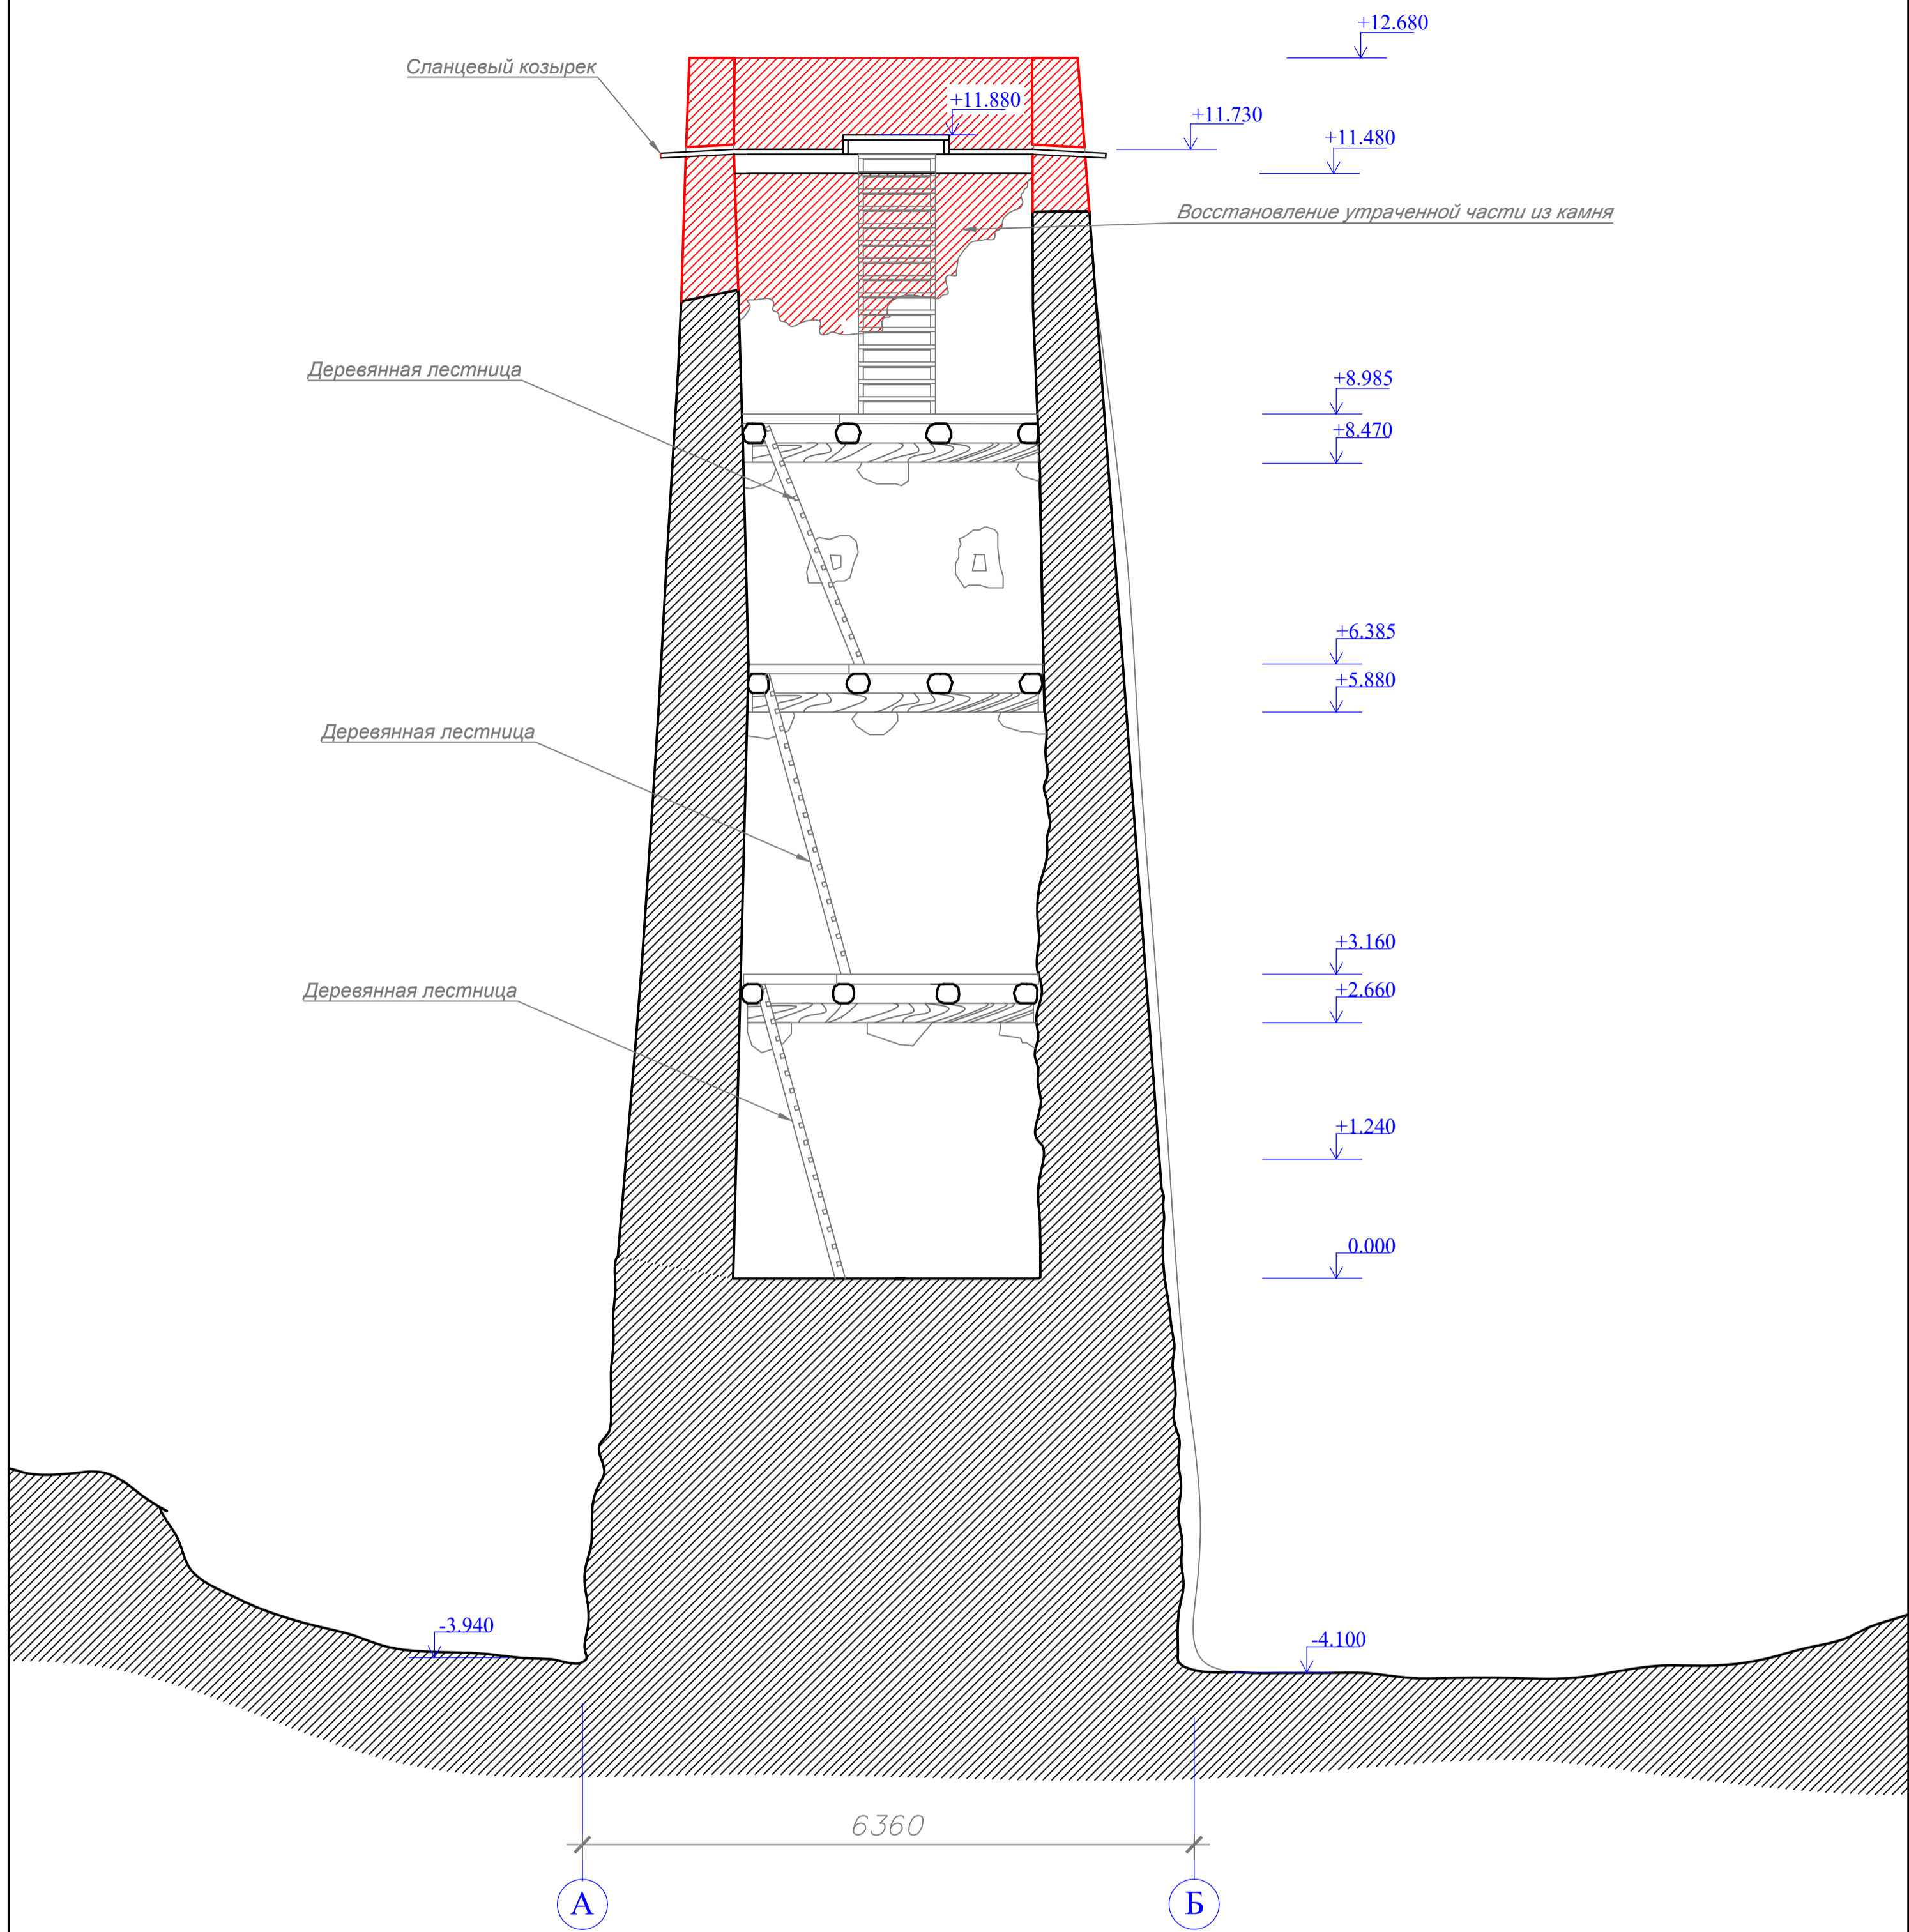 +12.680
Сланцевый козырек
+11.880
+11.730
+11.480
Восстановление утраченной части из камня
Деревянная лестница
+8.985
+8.470
+6.385
+5.880
Деревянная лестница
+3.160
Деревянная лестница
+2.660
+1.240
0.000
-3.940
-4.100
6360
А
Б